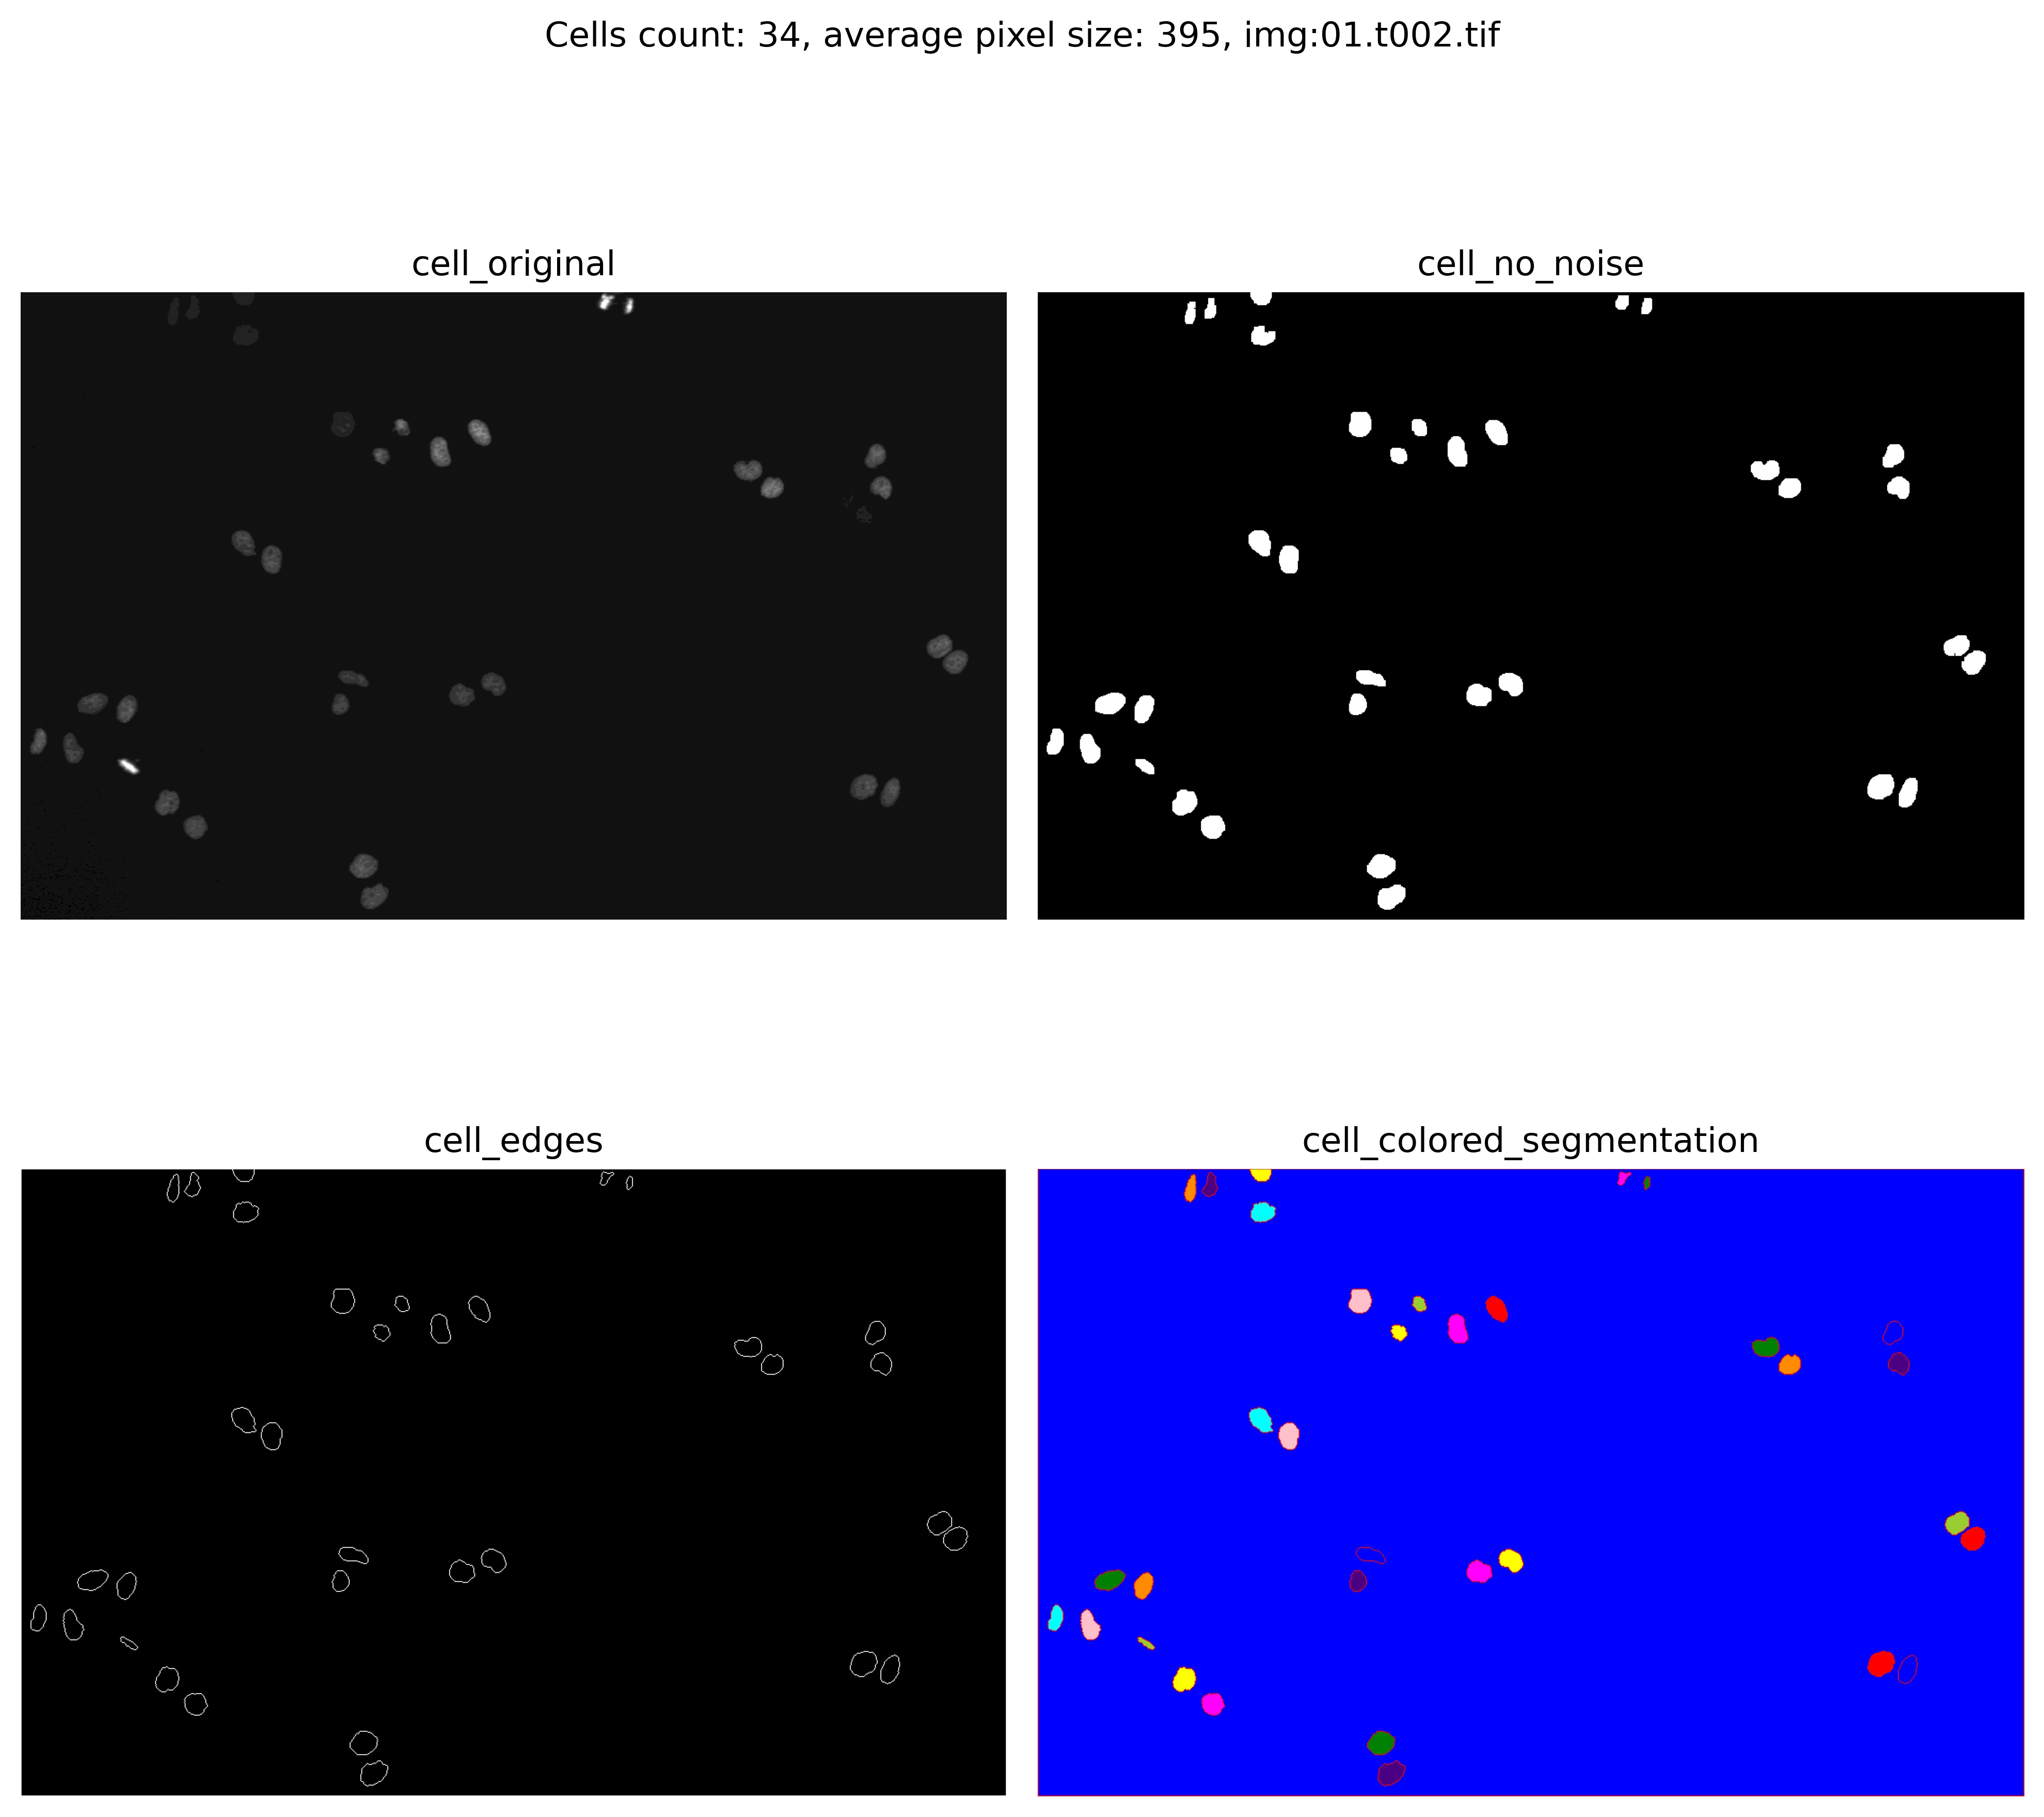 Cells count: 34, average pixel size: 395, img:01.t002.tif
cell_original
cell_no_noise
cell_edges
cell_colored_segmentation